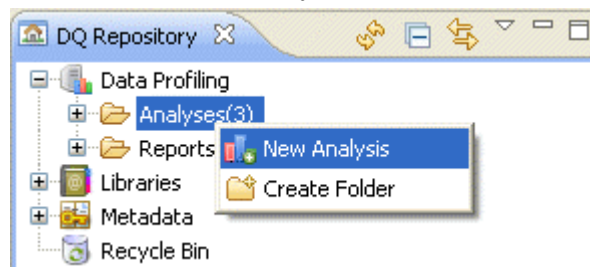 DQ Repository
Data Profiling
Analyses(3)
New Analysis
Reports
Create Folder
Libraries
Metadata
Recycle Bin